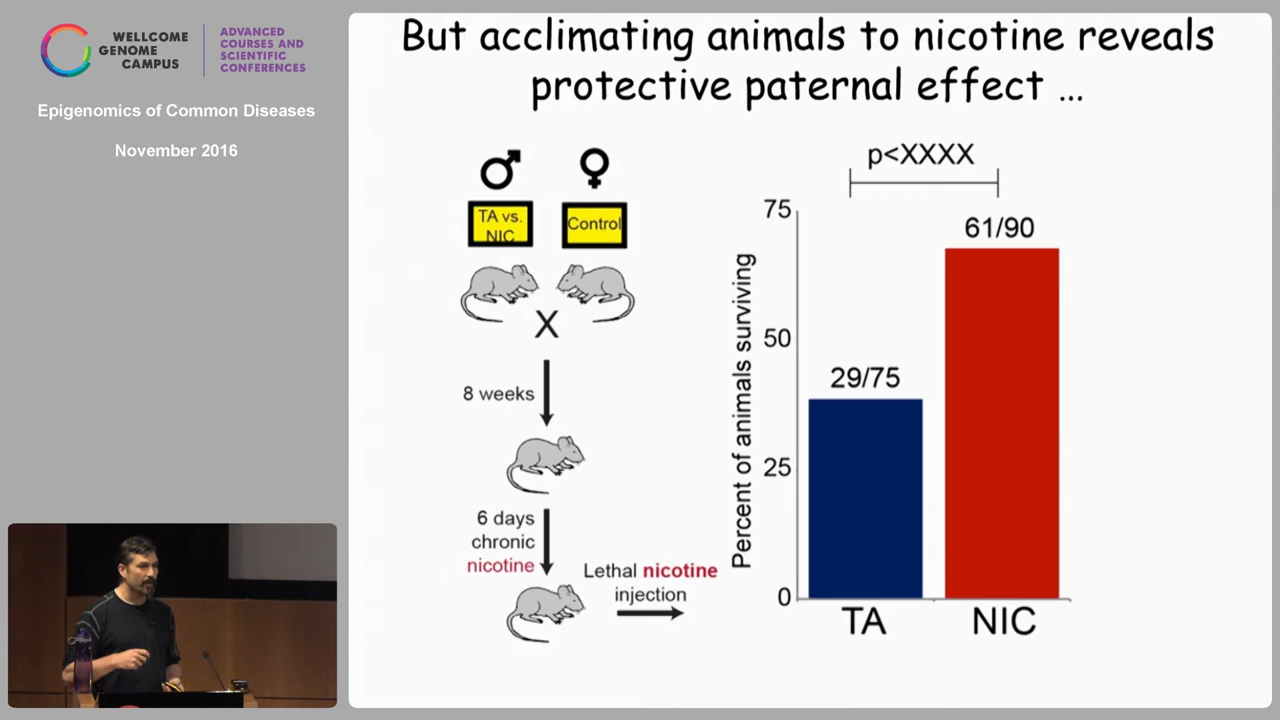 WELLCOME
GENOME
CAMPUS
ADVANCED
COURSES AND
SCIENTIFIC
CONFERENCES
Epigenomics of Common Diseases
November 2016
But acclimating animals to nicotine reveals
protective paternal effect ...
♂ ♀
TA vs.
NIC
Control
X
8 weeks
6 days
chronic
nicotine
Lethal nicotine
injection
p<XXXX
Percent of animals surviving
75
50
25
0
29/75
61/90
TA
NIC